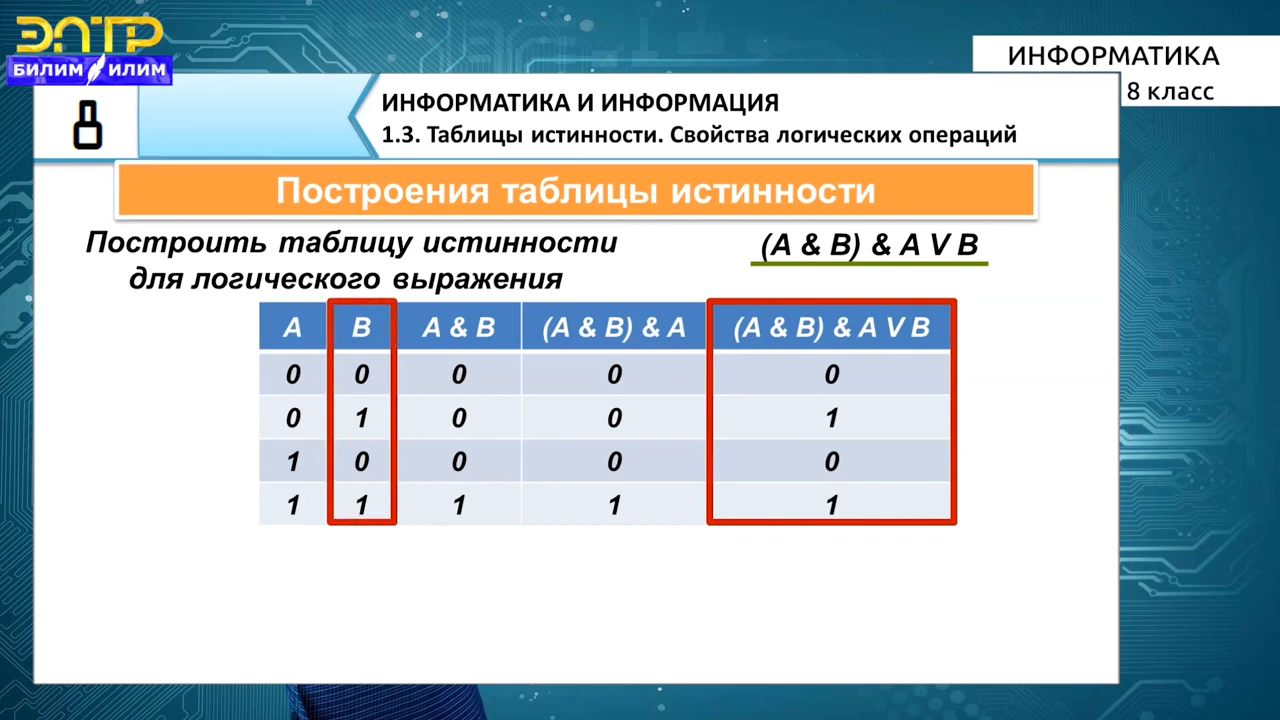 ЭЛТР
БИЛИМ ИЛИМ
ИНФОРМАТИКА
8 класс
8
ИНФОРМАТИКА И ИНФОРМАЦИЯ
1.3. Таблицы истинности. Свойства логических операций
Построения таблицы истинности
Построить таблицу истинности
для логического выражения
(A & B) & A V B
A B A & B (A & B) & A (A & B) & A V B
0 0 0 0 0
0 1 0 0 1
1 0 0 0 0
1 1 1 1 1